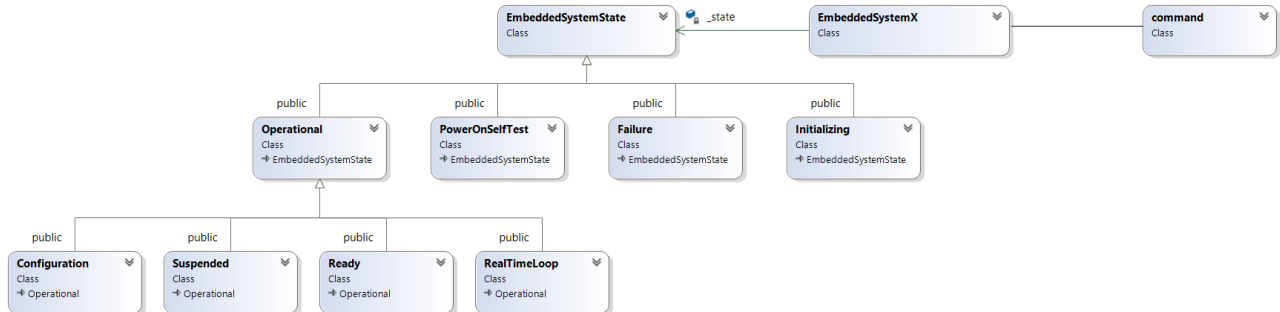 EmbeddedSystemState
Class
_state
EmbeddedSystemX
Class
command
Class
public
public
public
public
Operational
Class
EmbeddedSystemState
PowerOnSelfTest
Class
EmbeddedSystemState
Failure
Class
EmbeddedSystemState
Initializing
Class
EmbeddedSystemState
public
public
public
public
Configuration
Class
Operational
Suspended
Class
Operational
Ready
Class
Operational
RealTimeLoop
Class
Operational